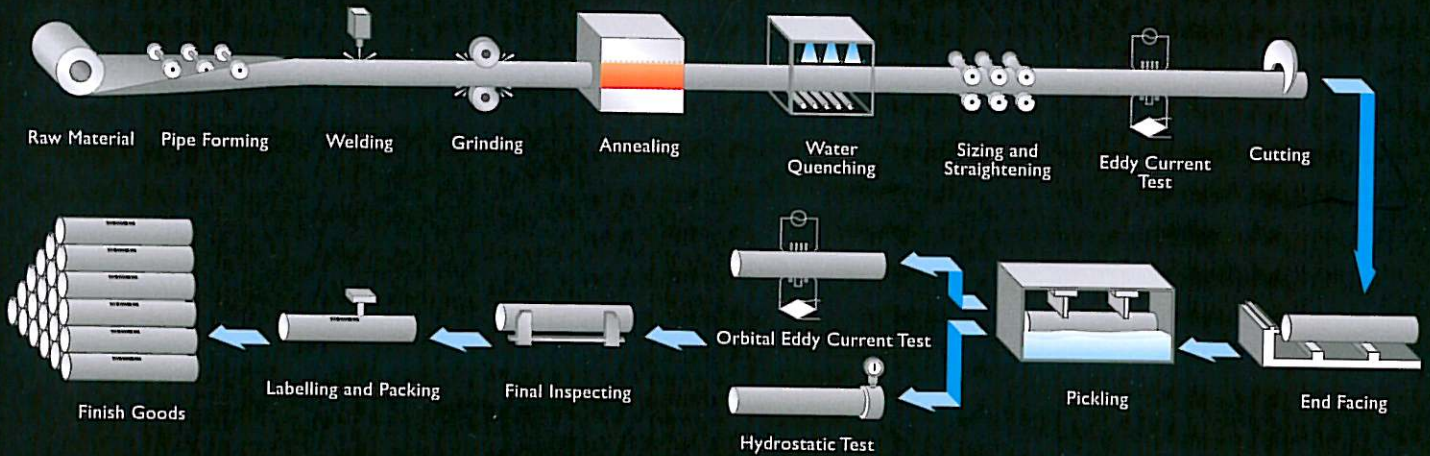 Raw Material
Pipe Forming
Welding
Grinding
Annealing
Water
Quenching
Sizing and
Straightening
Eddy Current
Test
Cutting
End Facing
Pickling
Orbital Eddy Current Test
Hydrostatic Test
Final Inspecting
Labelling and Packing
Finish Goods